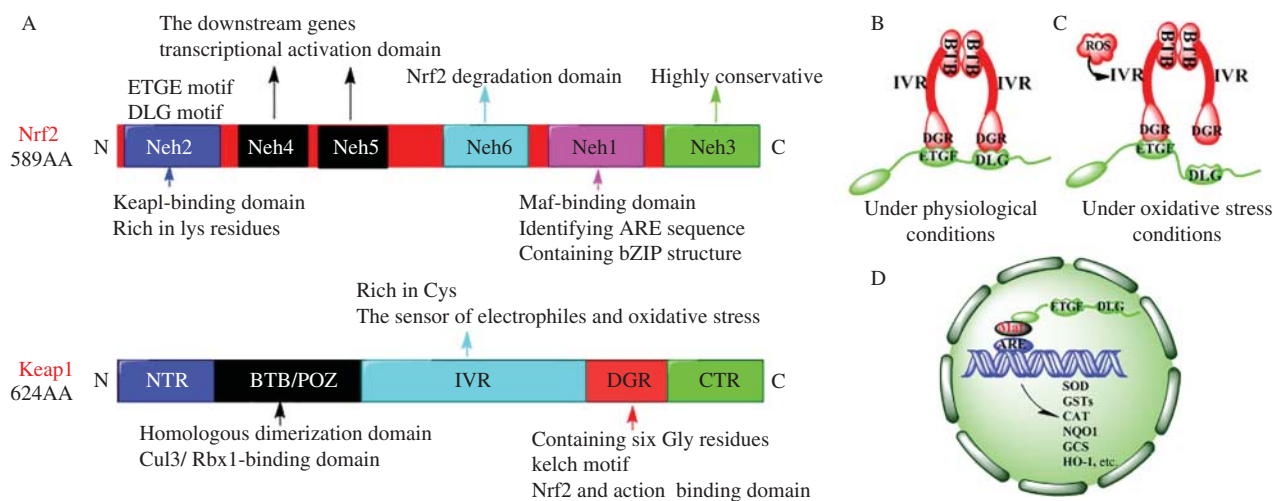 A
The downstream genes
transcriptional activation domain
ETGE motif
DLG motif
Nrf2 degradation domain
Highly conservative
Nrf2
589AA
N
Neh2
Neh4
Neh5
Neh6
Neh1
Neh3
C
Keapl-binding domain
Rich in lys residues
Maf-binding domain
Identifying ARE sequence
Containing bZIP structure
Rich in Cys
The sensor of electrophiles and oxidative stress
Keap1
624AA
N
NTR
BTB/POZ
IVR
DGR
CTR
C
Homologous dimerization domain
Cul3/ Rbx1-binding domain
Containing six Gly residues
kelch motif
Nrf2 and action binding domain
B
BTB
BTB
IVR
IVR
DGR
DGR
ETGE
DLG
Under physiological
conditions
C
ROS
BTB
BTB
IVR
IVR
DGR
DGR
ETGE
DLG
Under oxidative stress
conditions
D
ETGE
DLG
Maf
ARE
SOD
GSTs
CAT
NQO1
GCS
HO-1, etc.